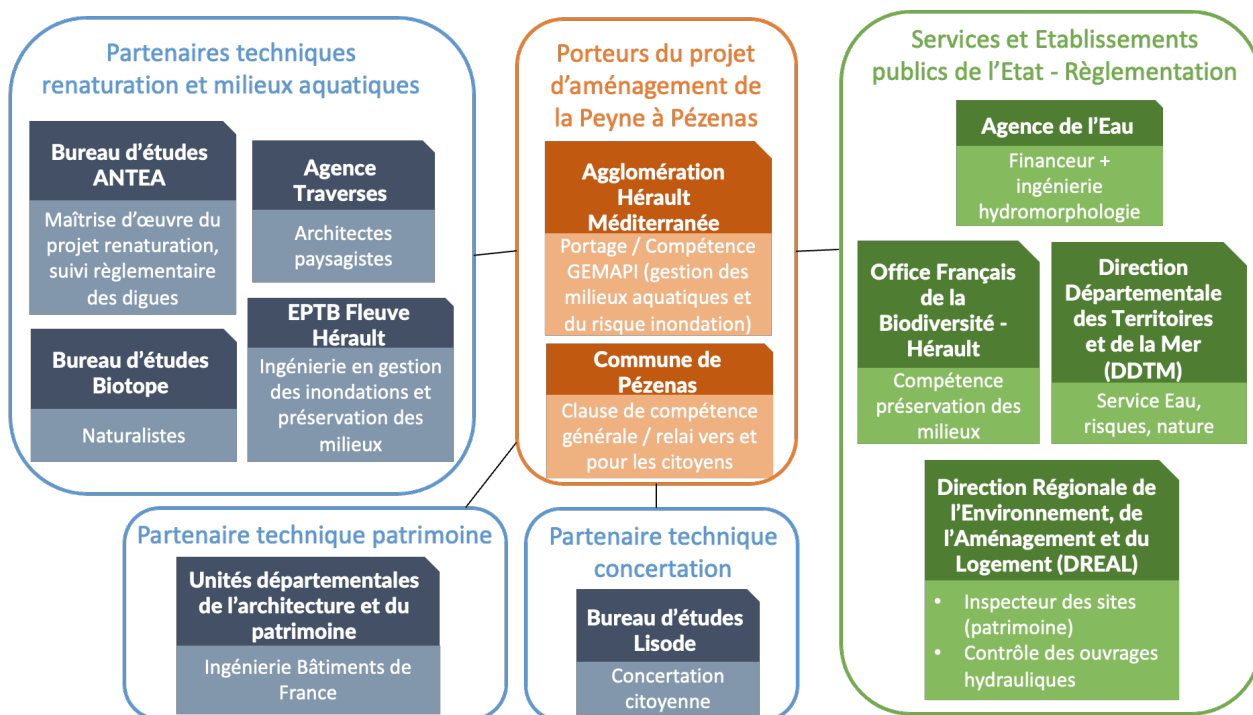 Partenaires techniques
renaturation et milieux aquatiques
Bureau d’études
ANTEA
Maîtrise d’œuvre du
projet renaturation,
suivi règlementaire
des digues
Agence
Traverses
Architectes
paysagistes
Bureau d’études
Biotope
Naturalistes
EPTB Fleuve
Hérault
Ingénierie en gestion
des inondations et
préservation des
milieux
Porteurs du projet
d’aménagement de
la Peyne à Pézenas
Agglomération
Hérault
Méditerranée
Portage / Compétence
GEMAPI (gestion des
milieux aquatiques et
du risque inondation)
Commune de
Pézenas
Clause de compétence
générale / relai vers et
pour les citoyens
Services et Etablissements
publics de l’Etat - Règlementation
Agence de l’Eau
Financeur +
ingénierie
hydromorphologie
Office Français
de la
Biodiversité -
Hérault
Compétence
préservation des
milieux
Direction
Départementale
des Territoires
et de la Mer
(DDTM)
Service Eau,
risques, nature
Direction Régionale de
l’Environnement, de
l’Aménagement et du
Logement (DREAL)
• Inspecteur des sites
(patrimoine)
• Contrôle des ouvrages
hydrauliques
Partenaire technique patrimoine
Unités départementales
de l’architecture et du
patrimoine
Ingénierie Bâtiments de
France
Partenaire technique
concertation
Bureau d’études
Lisode
Concertation
citoyenne